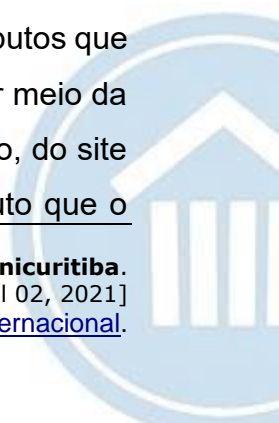 butos que
r meio da
o, do site
uto que o
nicuritiba.
l 02, 2021]
ernacional.